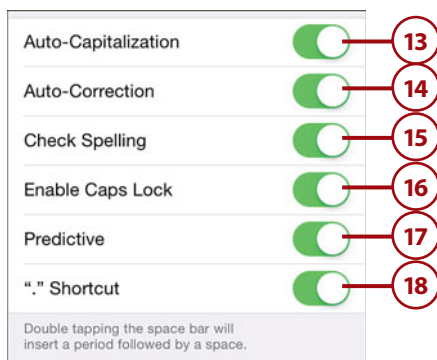 Auto-Capitalization 13
Auto-Correction 14
Check Spelling 15
Enable Caps Lock 16
Predictive 17
“.” Shortcut 18
Double tapping the space bar will
insert a period followed by a space.